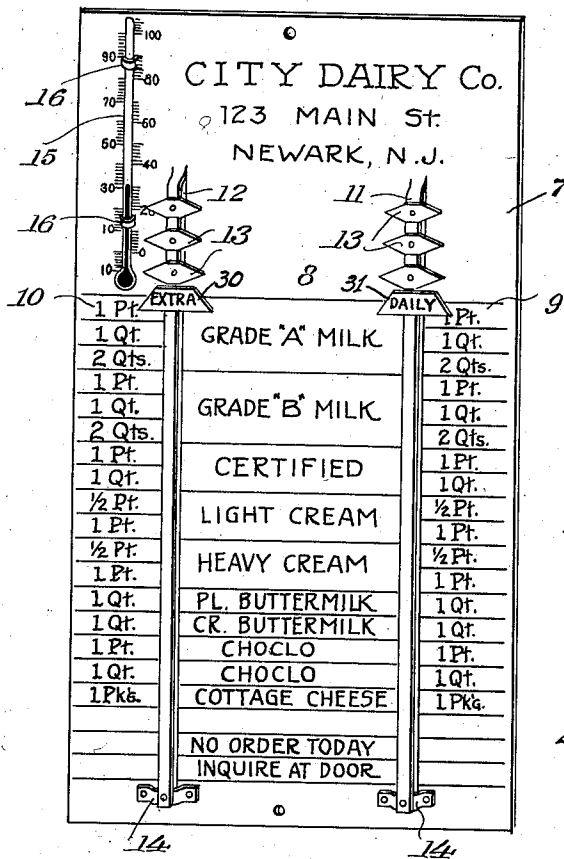 100
90
80
16
CITY DAIRY Co.
70
123 MAIN St.
15
60
50
NEWARK, N.J.
40
30
12
11
7
16
20
10
13
13
0
10
8
10
EXTRA
30
31
DAILY
9
1 Pt.
GRADE "A" MILK
1 Pt.
1 Qt.
1 Qt.
2 Qts.
2 Qts.
1 Pt.
GRADE "B" MILK
1 Pt.
1 Qt.
1 Qt.
2 Qts.
2 Qts.
1 Pt.
CERTIFIED
1 Pt.
1 Qt.
1 Qt.
½ Pt.
LIGHT CREAM
½ Pt.
1 Pt.
1 Pt.
½ Pt.
HEAVY CREAM
½ Pt.
1 Pt.
1 Pt.
1 Qt.
PL. BUTTERMILK
1 Qt.
1 Qt.
CR. BUTTERMILK
1 Qt.
1 Pt.
CHOCLO
1 Pt.
1 Qt.
CHOCLO
1 Qt.
1 Pkg.
COTTAGE CHEESE
1 Pk'G.
NO ORDER TODAY
INQUIRE AT DOOR
14
14